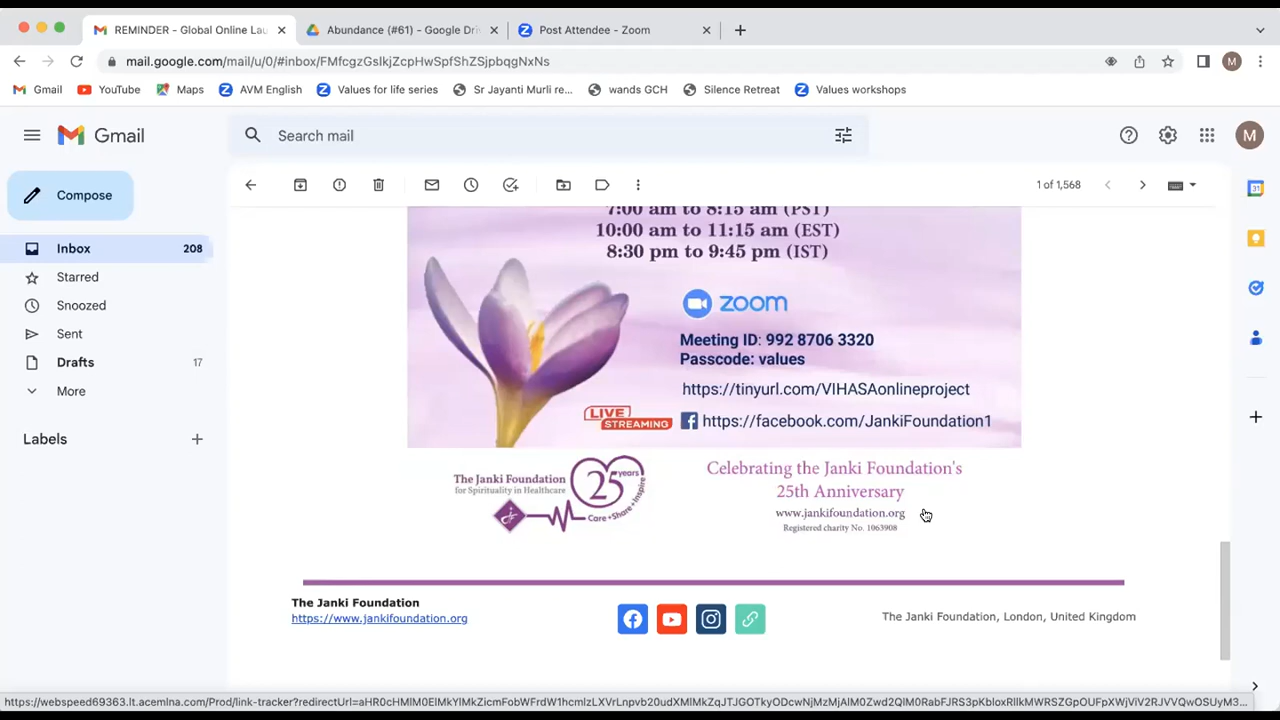 REMINDER - Global Online Lau
Abundance (#61) - Google Dri
Post Attendee - Zoom
mail.google.com/mail/u/0/#inbox/FMfcgzGslkjZcpHwSpfShZSjpbqgNxNs
M
Gmail
YouTube
Maps
AVM English
Values for life series
Sr Jayanti Murli re...
wands GCH
Silence Retreat
Values workshops
Gmail
Search mail
M
Compose
1 of 1,568
Inbox 208
Starred
Snoozed
Sent
Drafts 17
More
Labels
7:00 am to 8:15 am (PST)
10:00 am to 11:15 am (EST)
8:30 pm to 9:45 pm (IST)
zoom
Meeting ID: 992 8706 3320
Passcode: values
https://tinyurl.com/VIHASAonlineproject
LIVE
STREAMING
https://facebook.com/JankiFoundation1
The Janki Foundation
for Spirituality in Healthcare
25 years
Care • Share • Inspire
Celebrating the Janki Foundation's
25th Anniversary
www.jankifoundation.org
Registered charity No. 1063908
The Janki Foundation
https://www.jankifoundation.org
The Janki Foundation, London, United Kingdom
31